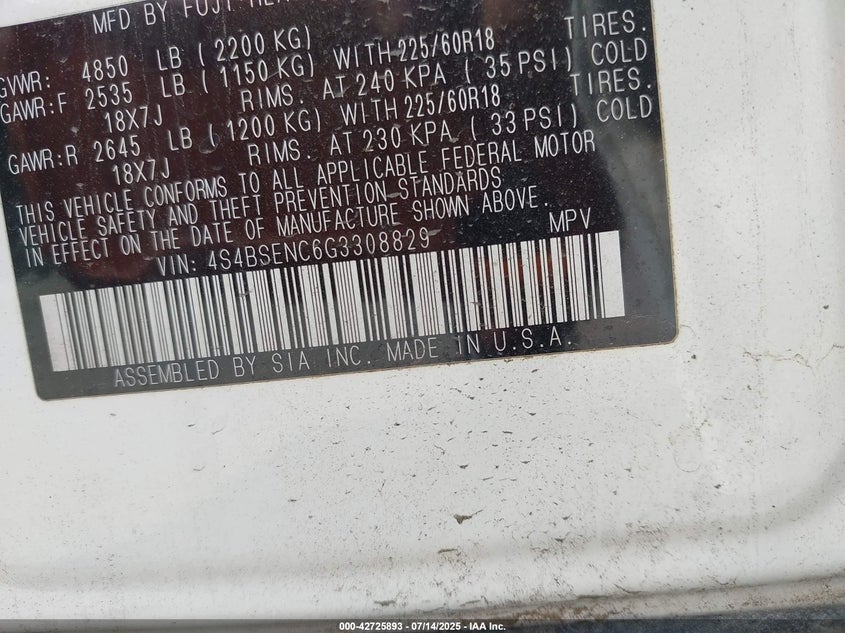 MFD BY FUJI
GVWR: 4850 LB ( 2200 KG)
GAWR:F 2535 LB ( 1150 KG) WITH 225/60R18 TIRES.
18X7J RIMS. AT 240 KPA ( 35 PSI) COLD
GAWR:R 2645 LB ( 1200 KG) WITH 225/60R18 TIRES.
18X7J RIMS. AT 230 KPA ( 33 PSI) COLD
THIS VEHICLE CONFORMS TO ALL APPLICABLE FEDERAL MOTOR
VEHICLE SAFETY AND THEFT PREVENTION STANDARDS
IN EFFECT ON THE DATE OF MANUFACTURE SHOWN ABOVE.
VIN: 4S4BSENC6G3308829 MPV
ASSEMBLED BY SIA INC. MADE IN U.S.A.
000-42725893 - 07/14/2025 - IAA Inc.